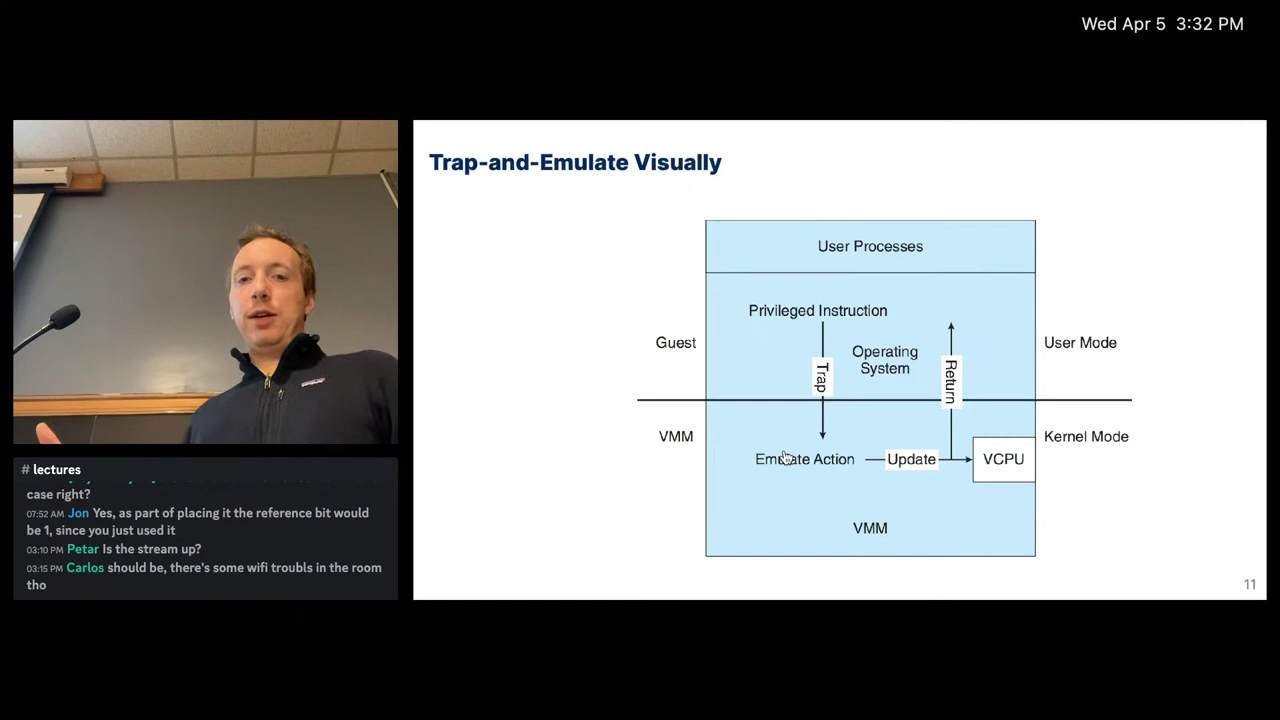 Wed Apr 5 3:32 PM
Trap-and-Emulate Visually
User Processes
Privileged Instruction
Guest
Operating
System
User Mode
Trap
Return
VMM
Kernel Mode
Emulate Action
Update
VCPU
VMM
11
# lectures
case right?
07:52 AM Jon Yes, as part of placing it the reference bit would
be 1, since you just used it
03:10 PM Petar Is the stream up?
03:15 PM Carlos should be, there's some wifi troubls in the room
tho